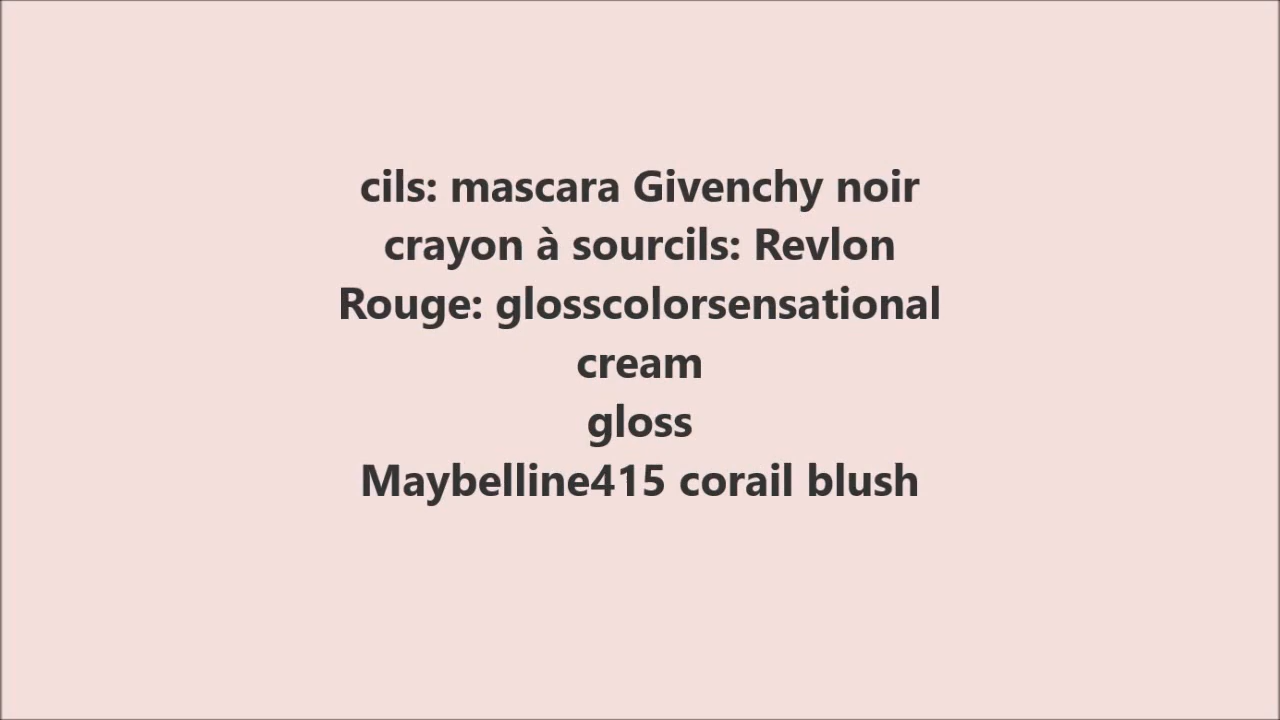 cils: mascara Givenchy noir
crayon à sourcils: Revlon
Rouge: glosscolorsensational
cream
gloss
Maybelline415 corail blush